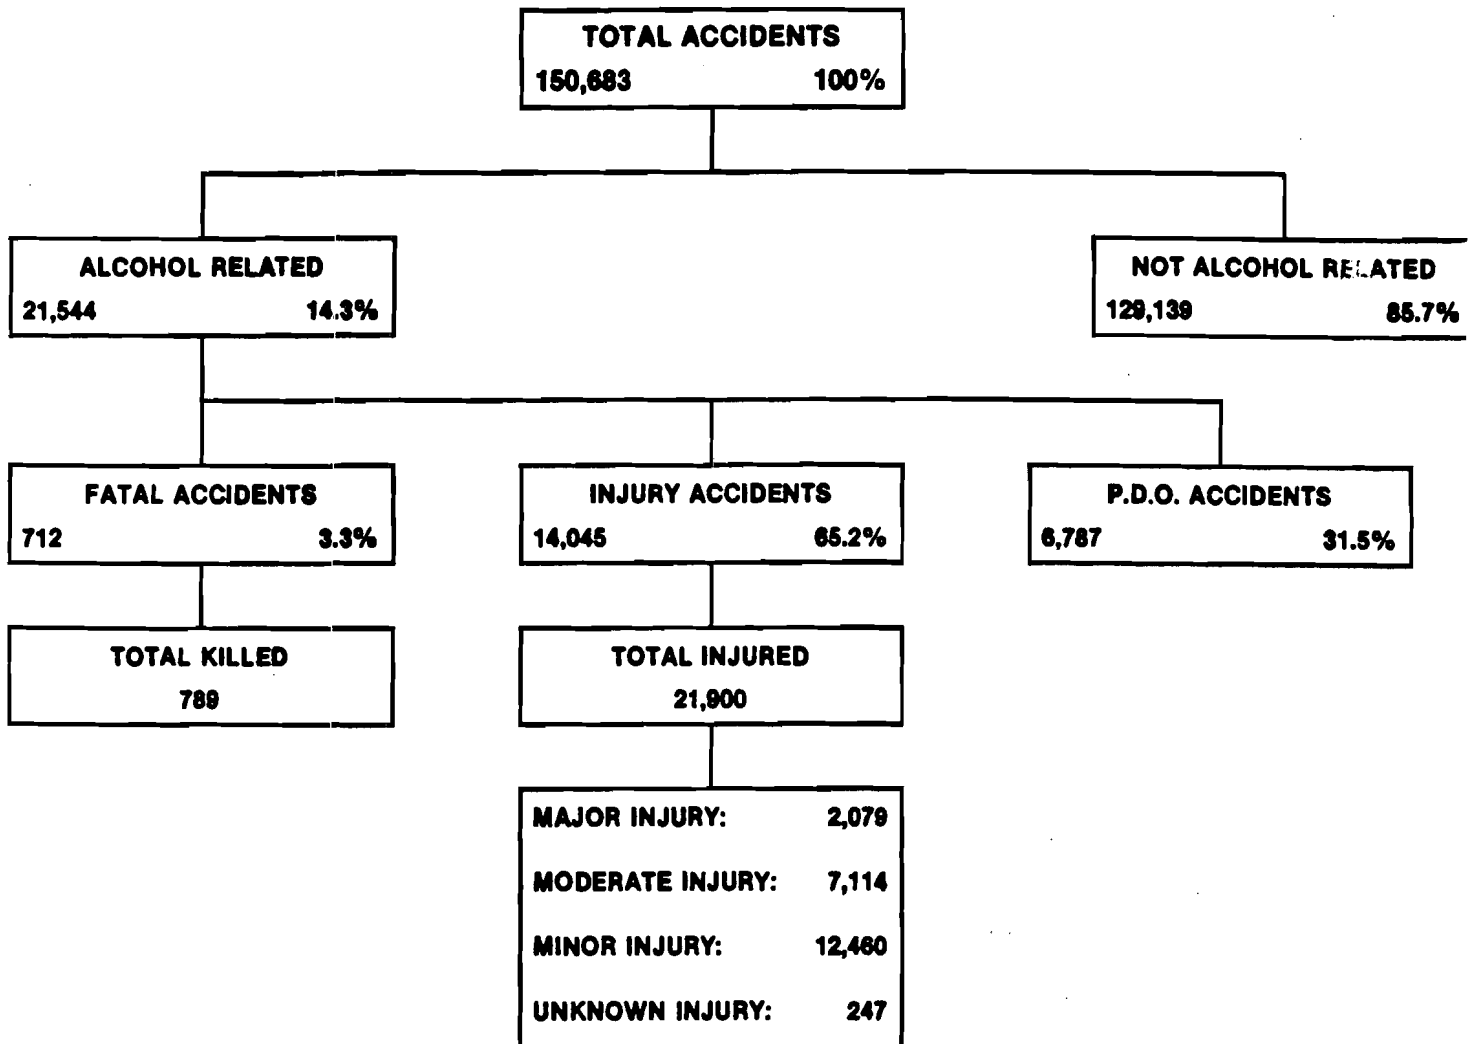 TOTAL ACCIDENTS
150,683 100%
ALCOHOL RELATED
21,544 14.3%
NOT ALCOHOL RELATED
129,139 85.7%
FATAL ACCIDENTS
712 3.3%
INJURY ACCIDENTS
14,045 65.2%
P.D.O. ACCIDENTS
6,787 31.5%
TOTAL KILLED
789
TOTAL INJURED
21,900
MAJOR INJURY: 2,079
MODERATE INJURY: 7,114
MINOR INJURY: 12,460
UNKNOWN INJURY: 247